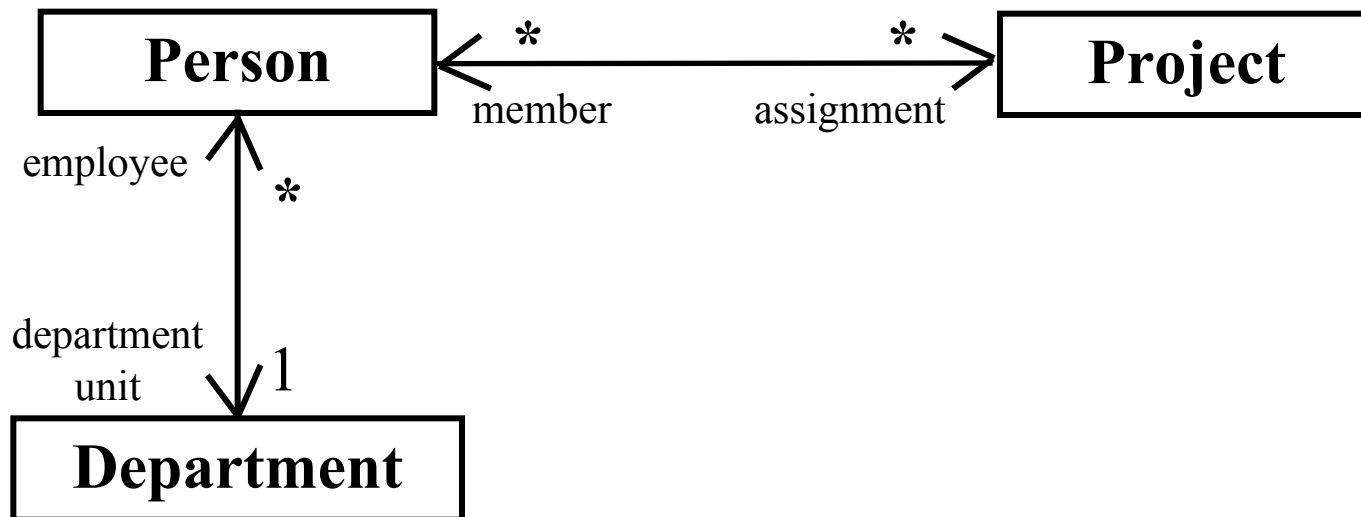 Person
*
*
Project
member
assignment
employee
*
department
unit
1
Department